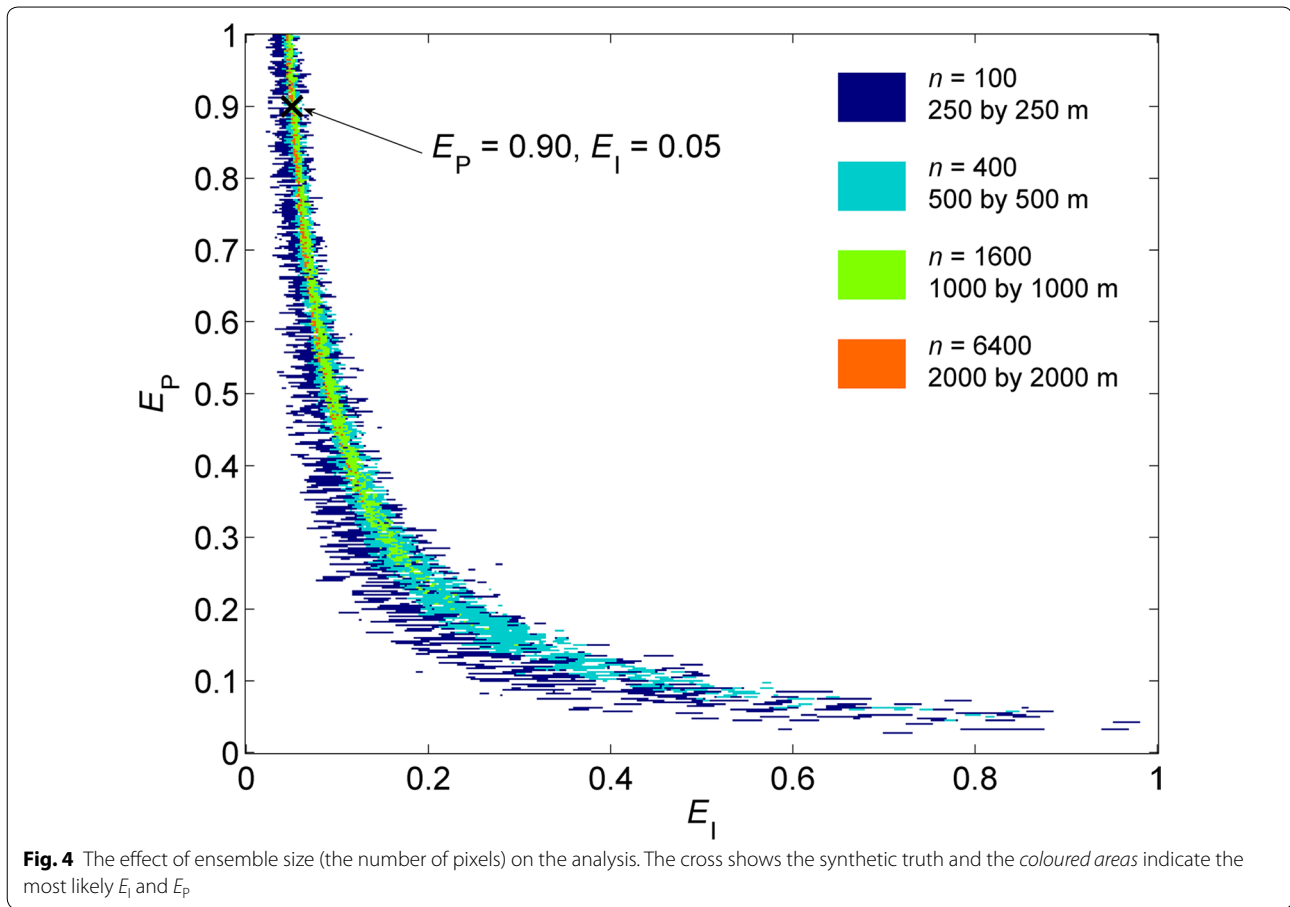 1
0.9
0.8
0.7
0.6
0.5
0.4
0.3
0.2
0.1
0
E_P
0
0.2
0.4
0.6
0.8
1
E_I
E_P = 0.90, E_I = 0.05
n = 100
250 by 250 m
n = 400
500 by 500 m
n = 1600
1000 by 1000 m
n = 6400
2000 by 2000 m
Fig. 4 The effect of ensemble size (the number of pixels) on the analysis. The cross shows the synthetic truth and the coloured areas indicate the
most likely E_I and E_P